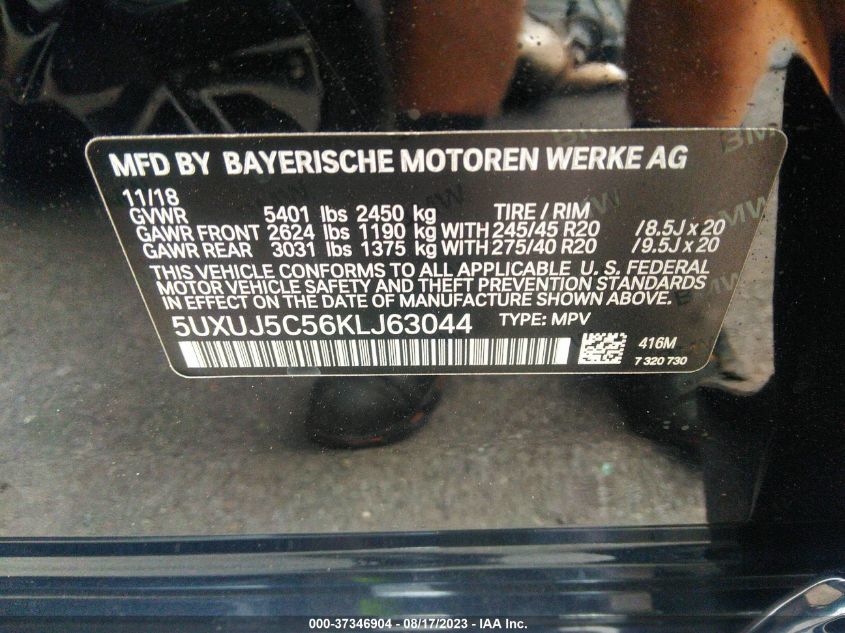 MFD BY BAYERISCHE MOTOREN WERKE AG
11/18
GVWR 5401 lbs 2450 kg TIRE / RIM
GAWR FRONT 2624 lbs 1190 kg WITH 245/45 R20 / 8.5J x 20
GAWR REAR 3031 lbs 1375 kg WITH 275/40 R20 / 9.5J x 20
THIS VEHICLE CONFORMS TO ALL APPLICABLE U. S. FEDERAL
MOTOR VEHICLE SAFETY AND THEFT PREVENTION STANDARDS
IN EFFECT ON THE DATE OF MANUFACTURE SHOWN ABOVE.
5UXUJ5C56KLJ63044 TYPE: MPV
416M
7 320 730
000-37346904 - 08/17/2023 - IAA Inc.